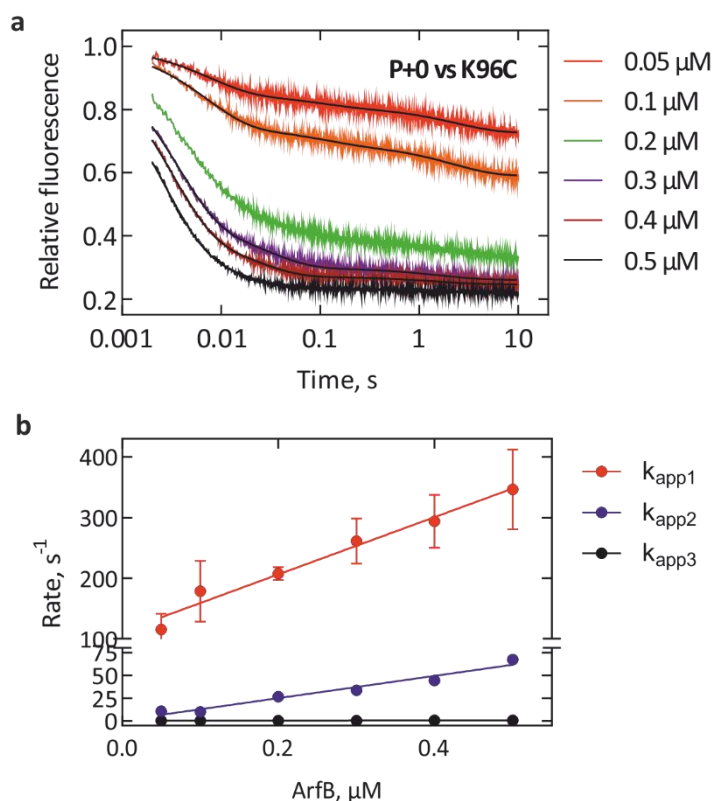 a
Relative fluorescence
1.0
0.8
0.6
0.4
0.2
P+0 vs K96C
0.001
0.01
0.1
1
10
Time, s
0.05 μM
0.1 μM
0.2 μM
0.3 μM
0.4 μM
0.5 μM
b
Rate, s⁻¹
400
300
200
100
75
50
25
0
0.0
0.2
0.4
ArfB, μM
kapp1
kapp2
kapp3